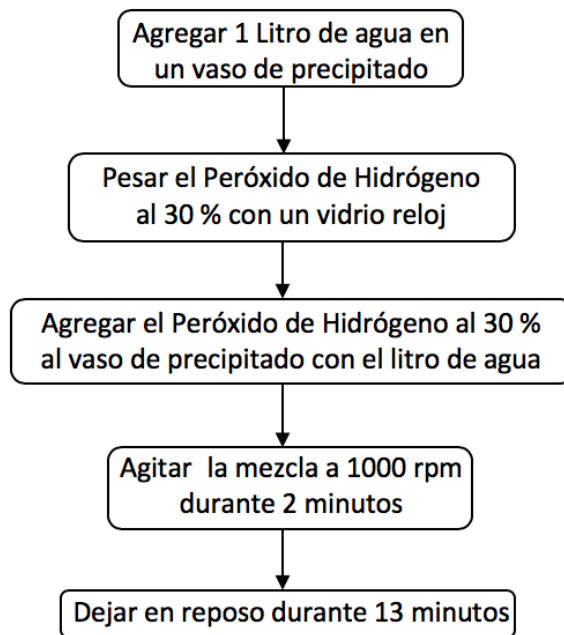 Agregar 1 Litro de agua en
un vaso de precipitado
Pesar el Peróxido de Hidrógeno
al 30 % con un vidrio reloj
Agregar el Peróxido de Hidrógeno al 30 %
al vaso de precipitado con el litro de agua
Agitar la mezcla a 1000 rpm
durante 2 minutos
Dejar en reposo durante 13 minutos